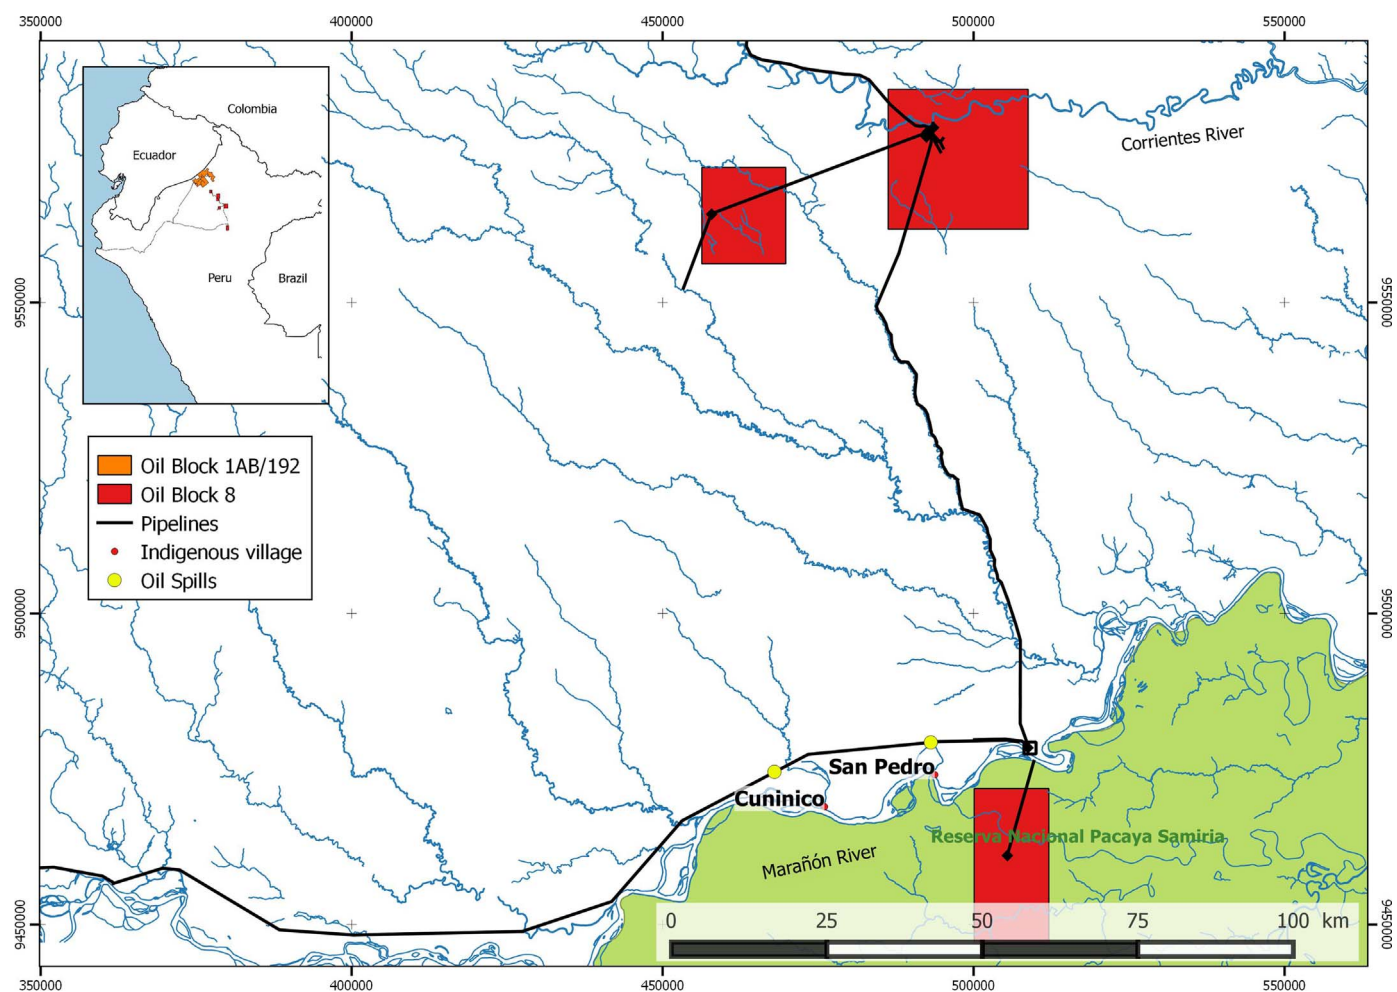 350000 400000 450000 500000 550000
Colombia
Ecuador
Peru
Brazil
Corrientes River
9550000 9550000
Oil Block 1AB/192
Oil Block 8
Pipelines
Indigenous village
Oil Spills
9500000 9500000
San Pedro
Cuninico
Reserva Nacional Pacaya Samiria
Marañón River
0 25 50 75 100 km
9450000 9450000
350000 400000 450000 500000 550000